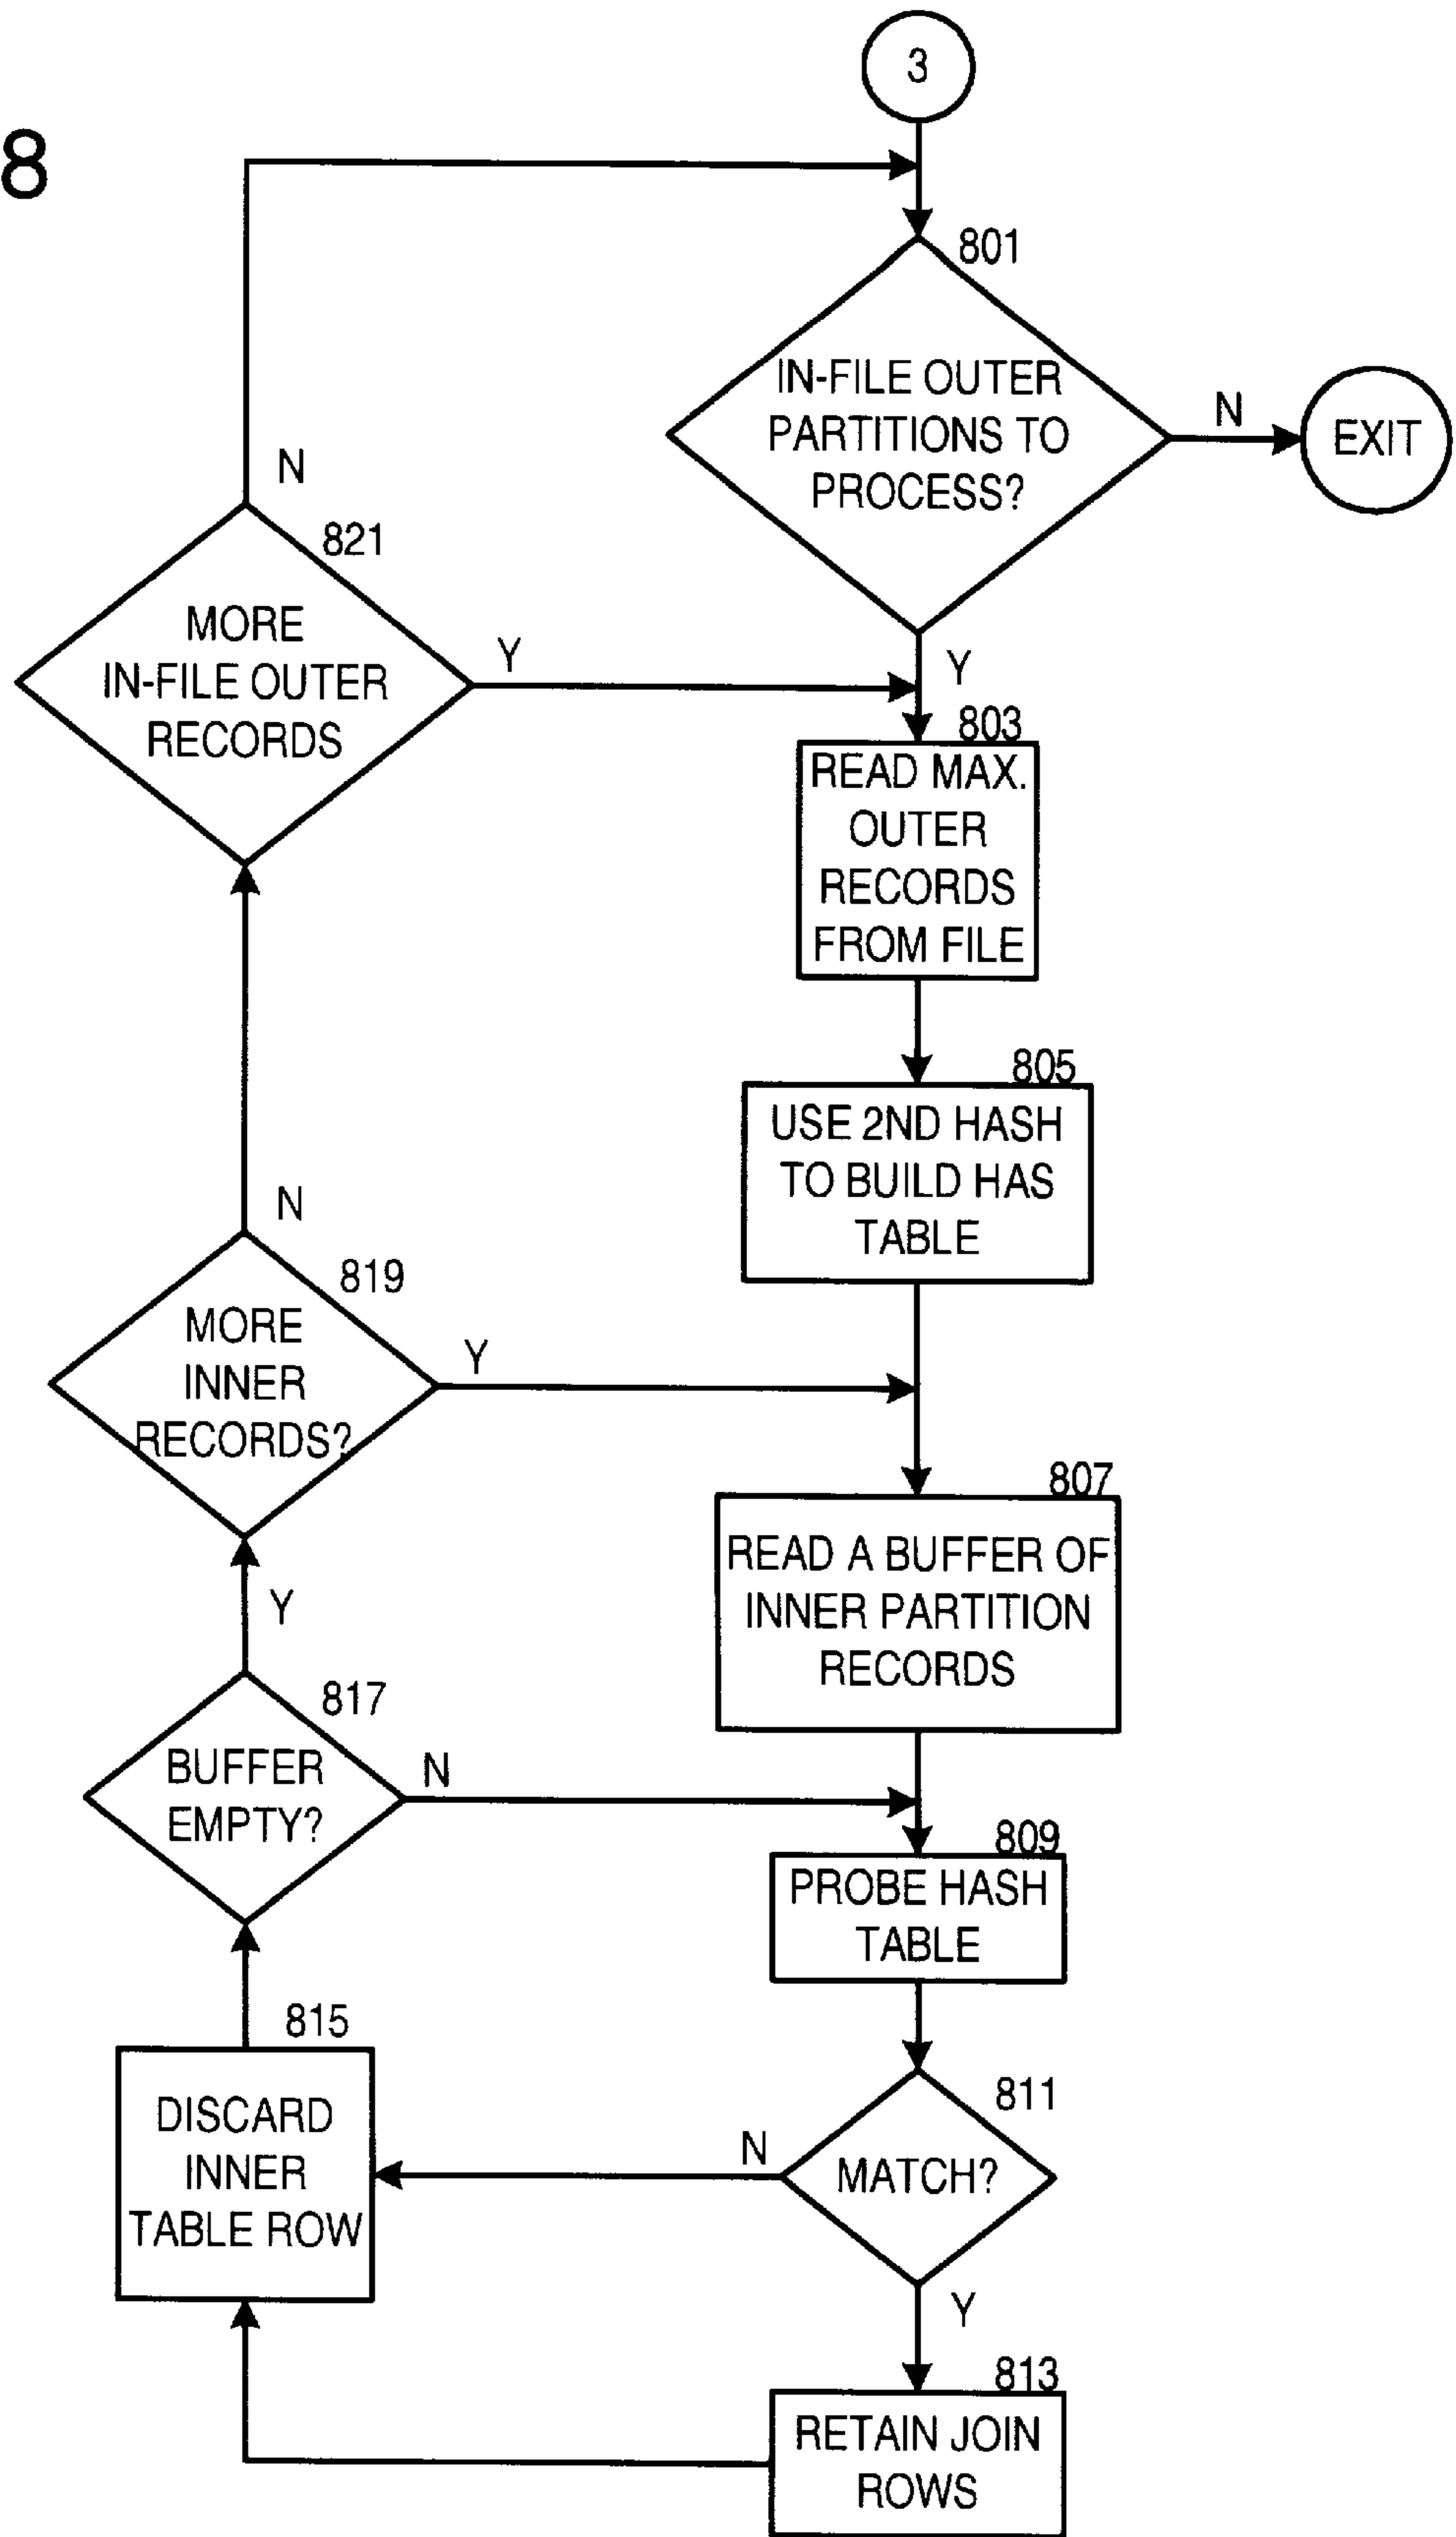 3
8
801
IN-FILE OUTER
PARTITIONS TO
PROCESS?
N
EXIT
N
821
MORE
IN-FILE OUTER
RECORDS
Y
Y
803
READ MAX.
OUTER
RECORDS
FROM FILE
805
USE 2ND HASH
TO BUILD HAS
TABLE
N
819
MORE
INNER
RECORDS?
Y
807
READ A BUFFER OF
INNER PARTITION
RECORDS
Y
817
BUFFER
EMPTY?
N
809
PROBE HASH
TABLE
815
DISCARD
INNER
TABLE ROW
811
MATCH?
N
Y
813
RETAIN JOIN
ROWS